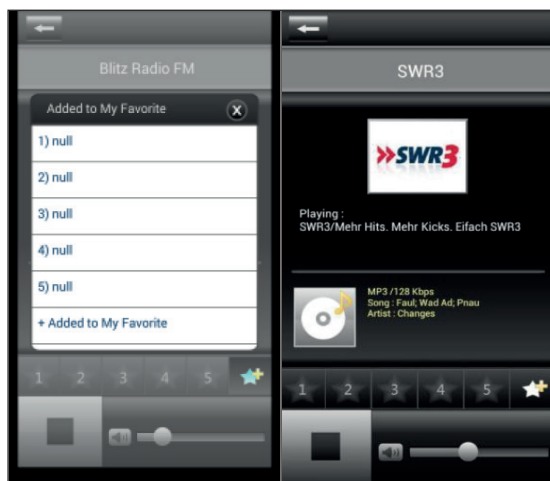 Blitz Radio FM
Added to My Favorite X
1) null
2) null
3) null
4) null
5) null
+ Added to My Favorite
1 2 3 4 5
SWR3
»SWR3
Playing :
SWR3/Mehr Hits. Mehr Kicks. Eifach SWR3
MP3 /128 Kbps
Song : Faul; Wad Ad; Pnau
Artist : Changes
1 2 3 4 5